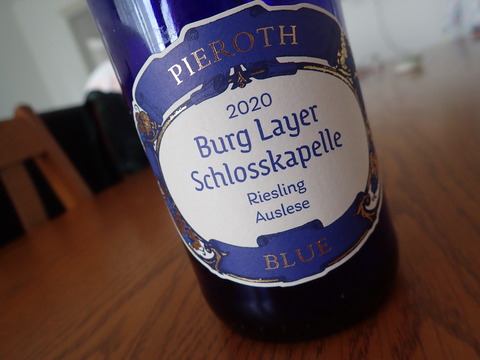 PIEROTH
2020
Burg Layer
Schlosskapelle
Riesling
Auslese
BLUE